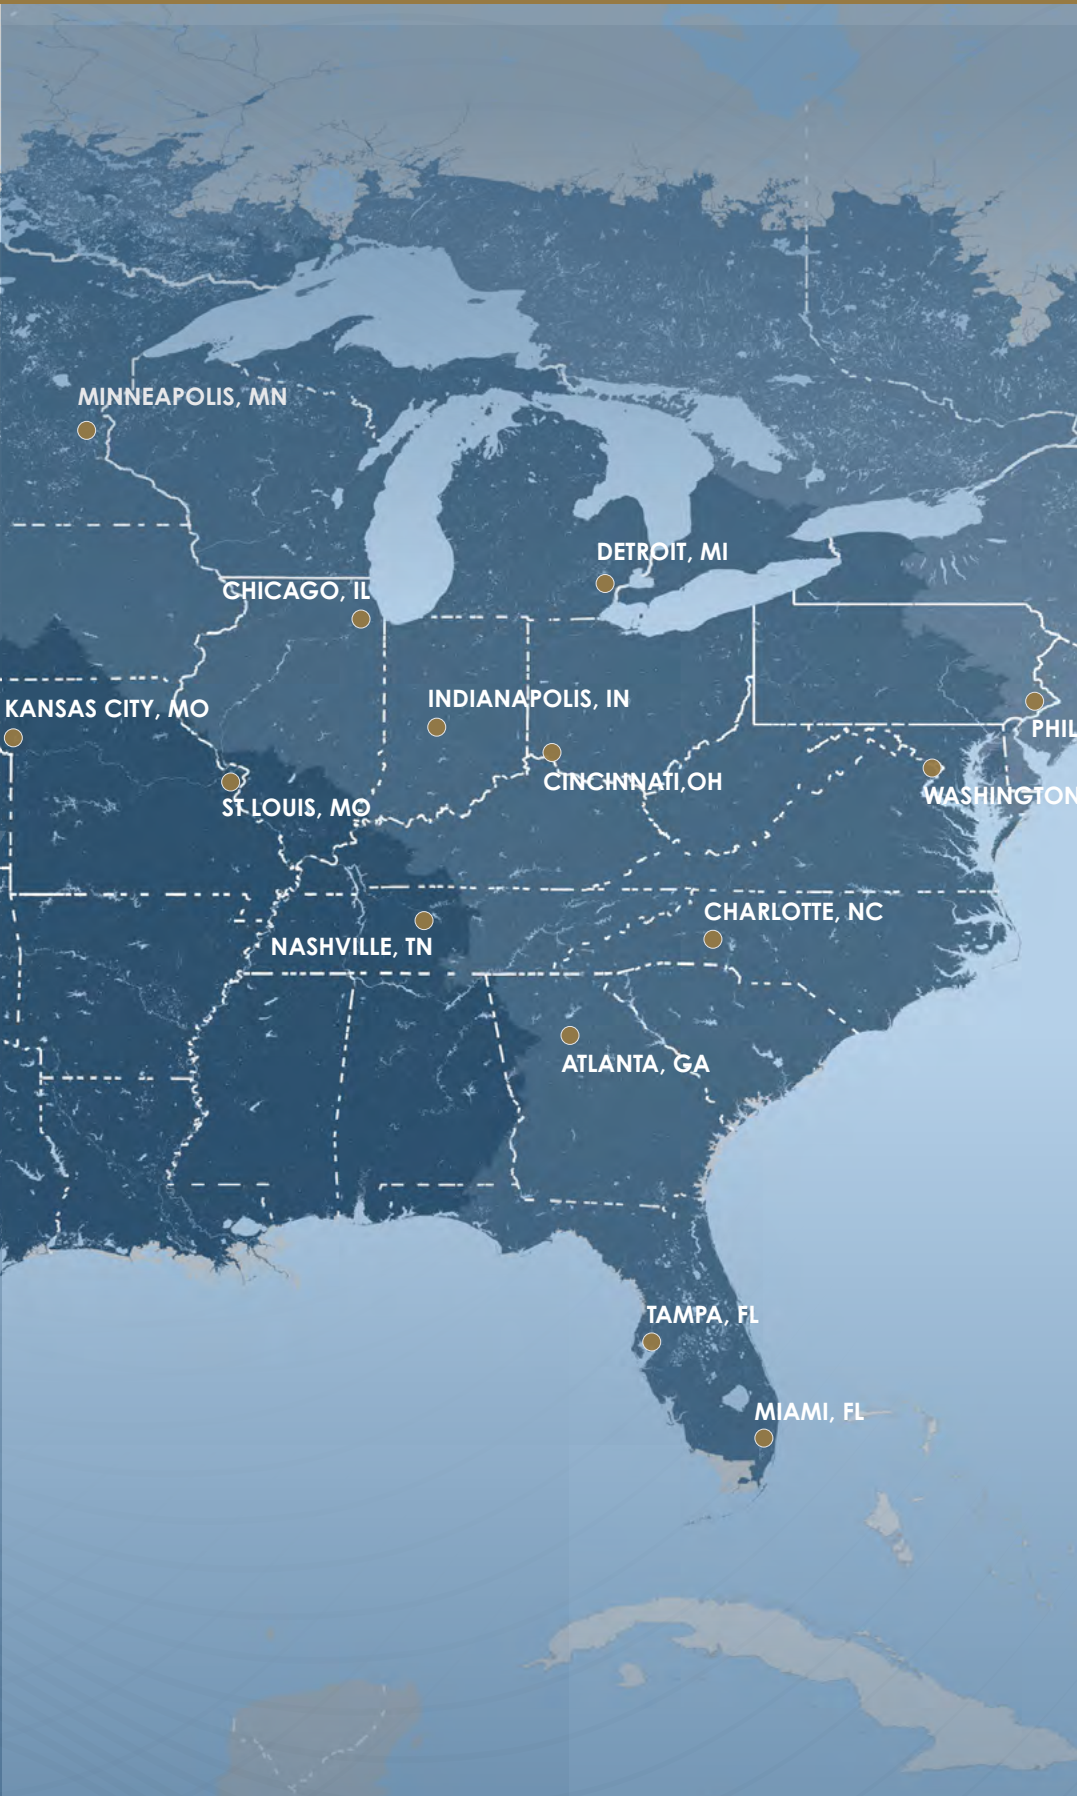 MINNEAPOLIS, MN
DETROIT, MI
CHICAGO, IL
INDIANAPOLIS, IN
KANSAS CITY, MO
PHIL
CINCINNATI,OH
WASHINGTON
ST LOUIS, MO
CHARLOTTE, NC
NASHVILLE, TN
ATLANTA, GA
TAMPA, FL
MIAMI, FL